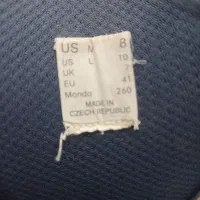 US M 8
US L 10
UK 7
EU 41
Mondo 260
MADE IN
CZECH REPUBLIC